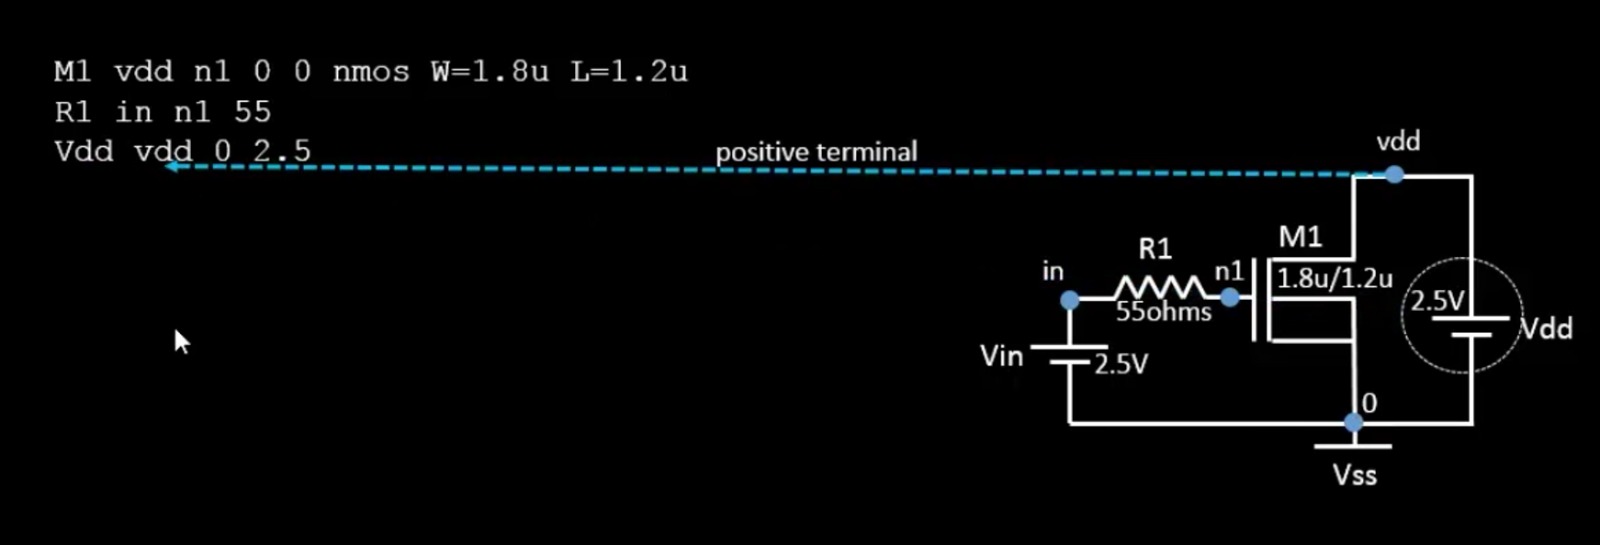 M1 vdd n1 0 0 nmos W=1.8u L=1.2u
R1 in n1 55
Vdd vdd 0 2.5
positive terminal
vdd
M1
R1
in
n1
1.8u/1.2u
55ohms
2.5V
Vdd
Vin
2.5V
0
Vss